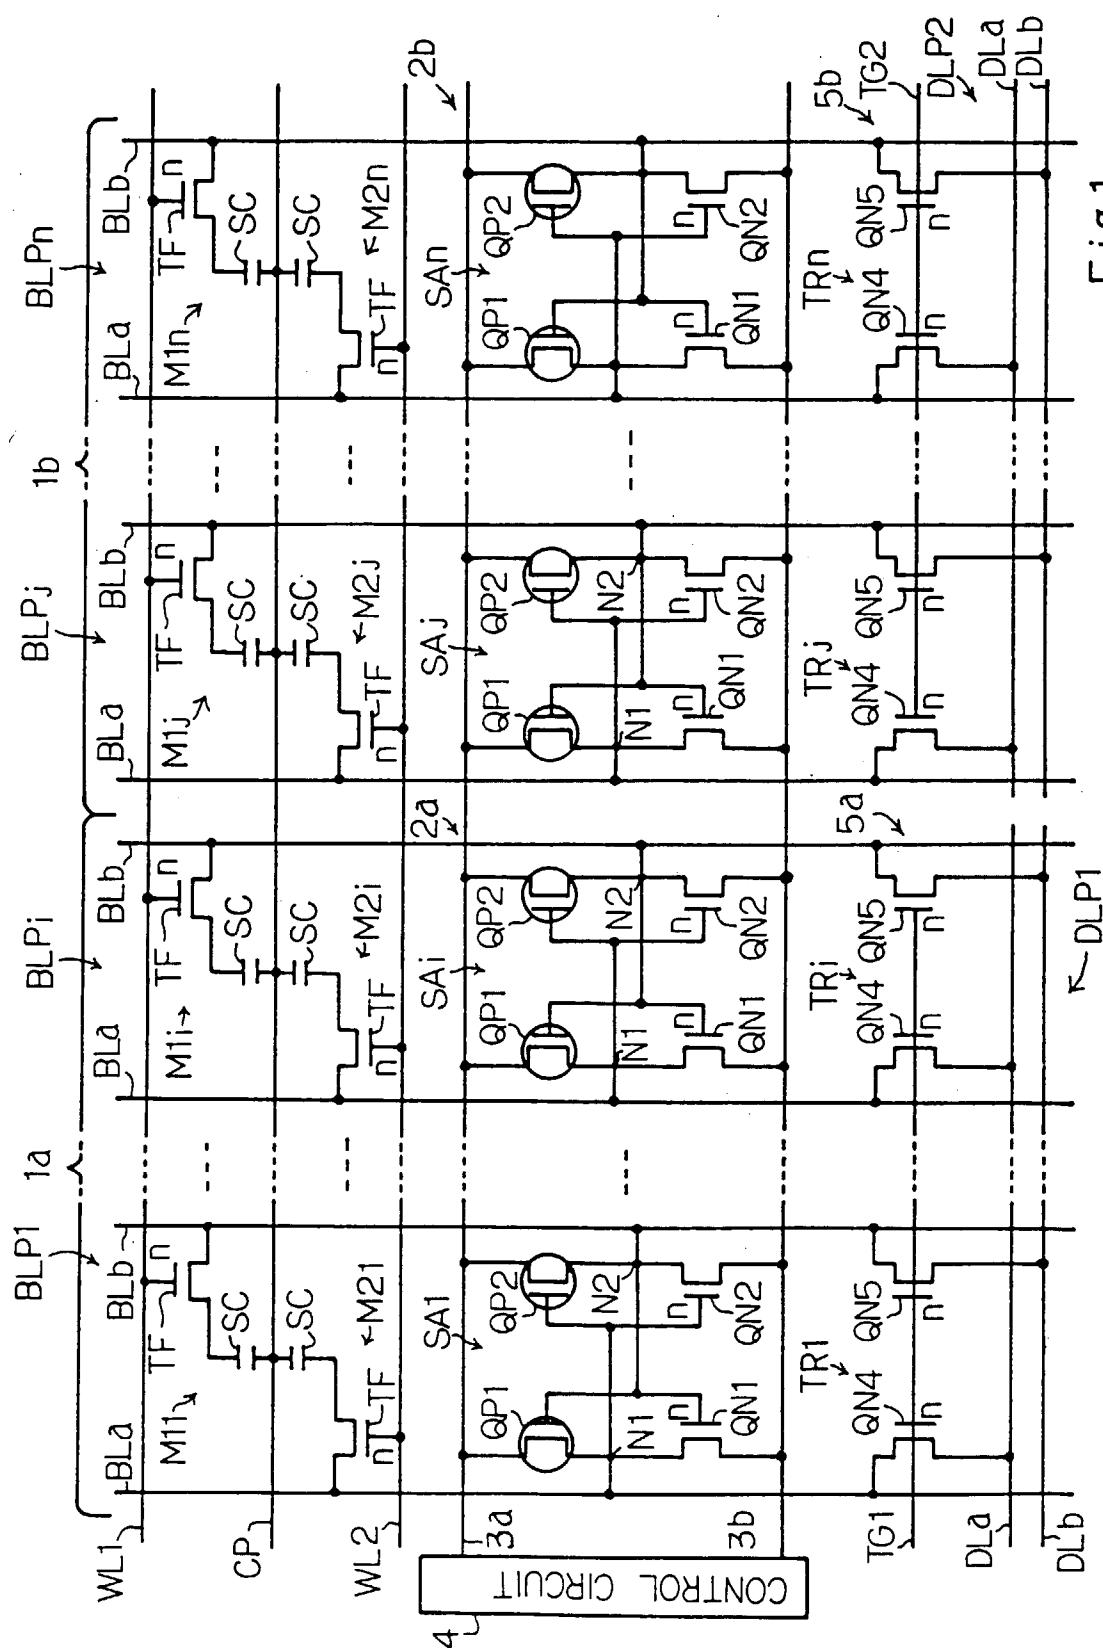 1a 1b
BLP1 BLPi BLPj BLPn
BLa BLb BLa BLb BLa BLb BLa BLb
WL1 M11 TF n M1i TF n M1j TF n M1n TF n
SC SC SC SC
CP
SC SC SC SC
WL2 n TF M21 n TF M2i n TF M2j n TF M2n
4 CONTROL CIRCUIT
3a 2a 2b
QP1 SA1 QP2 QP1 SAi QP2 QP1 SAj QP2 QP1 SAn QP2
N1 N2 N1 N2 N1 N2
n n n n n n n n
QN1 QN2 QN1 QN2 QN1 QN2 QN1 QN2
3b
TR1 TRi TRj TRn
QN4 QN5 QN4 QN5 QN4 QN5 QN4 QN5
5a 5b
TG1 n n n n n n n n TG2
DLP2
DLa DLa
DLb DLb
DLP1
Fig.1